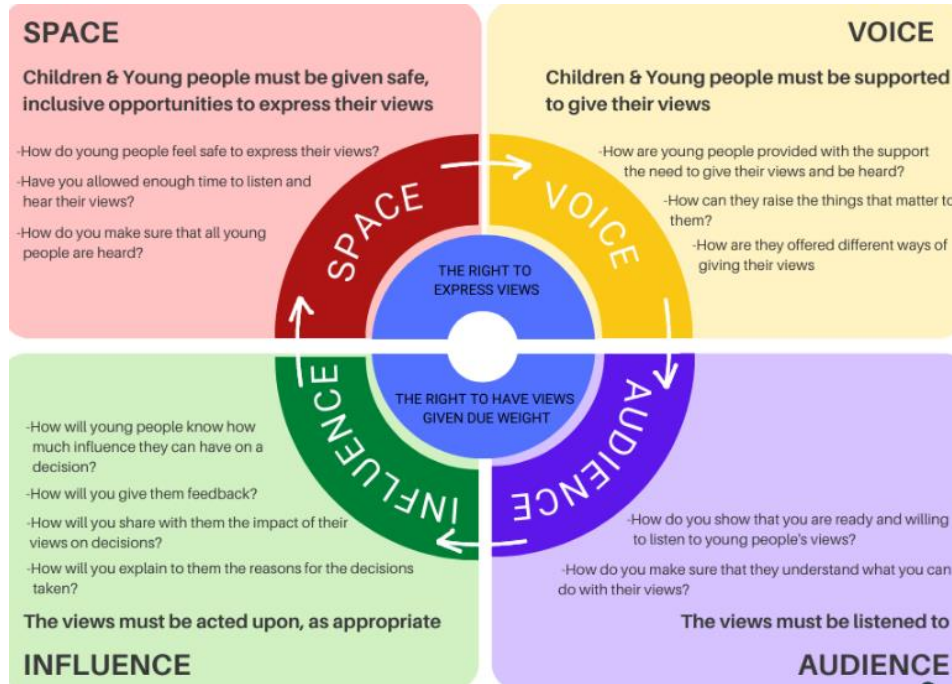 SPACE
Children & Young people must be given safe,
inclusive opportunities to express their views
-How do young people feel safe to express their views?
-Have you allowed enough time to listen and
hear their views?
-How do you make sure that all young
people are heard?
VOICE
Children & Young people must be supported
to give their views
-How are young people provided with the support
the need to give their views and be heard?
-How can they raise the things that matter to
them?
-How are they offered different ways of
giving their views
SPACE
VOICE
THE RIGHT TO
EXPRESS VIEWS
THE RIGHT TO HAVE VIEWS
GIVEN DUE WEIGHT
INFLUENCE
AUDIENCE
-How will young people know how
much influence they can have on a
decision?
-How will you give them feedback?
-How will you share with them the impact of their
views on decisions?
-How will you explain to them the reasons for the decisions
taken?
The views must be acted upon, as appropriate
INFLUENCE
-How do you show that you are ready and willing
to listen to young people's views?
-How do you make sure that they understand what you can
do with their views?
The views must be listened to
AUDIENCE